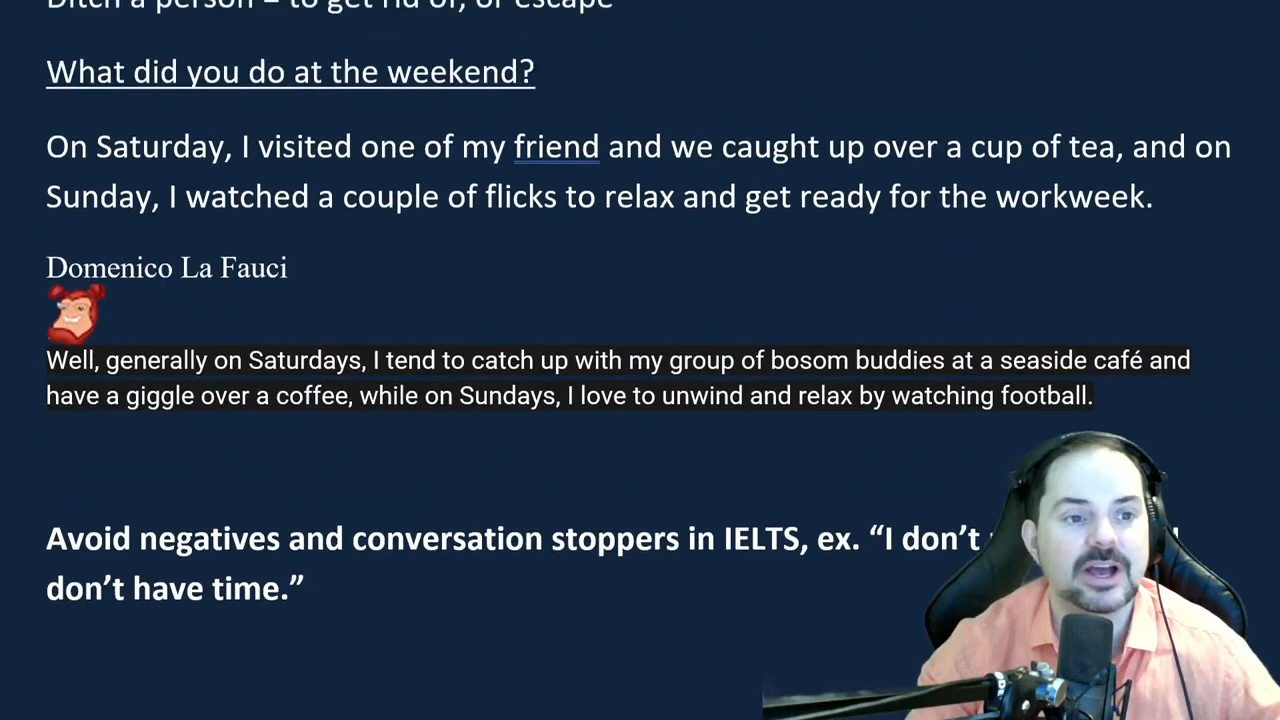 Ditch a person = to get rid of, or escape
What did you do at the weekend?
On Saturday, I visited one of my friend and we caught up over a cup of tea, and on
Sunday, I watched a couple of flicks to relax and get ready for the workweek.
Domenico La Fauci
Well, generally on Saturdays, I tend to catch up with my group of bosom buddies at a seaside café and
have a giggle over a coffee, while on Sundays, I love to unwind and relax by watching football.
Avoid negatives and conversation stoppers in IELTS, ex. “I don’t
don’t have time.”